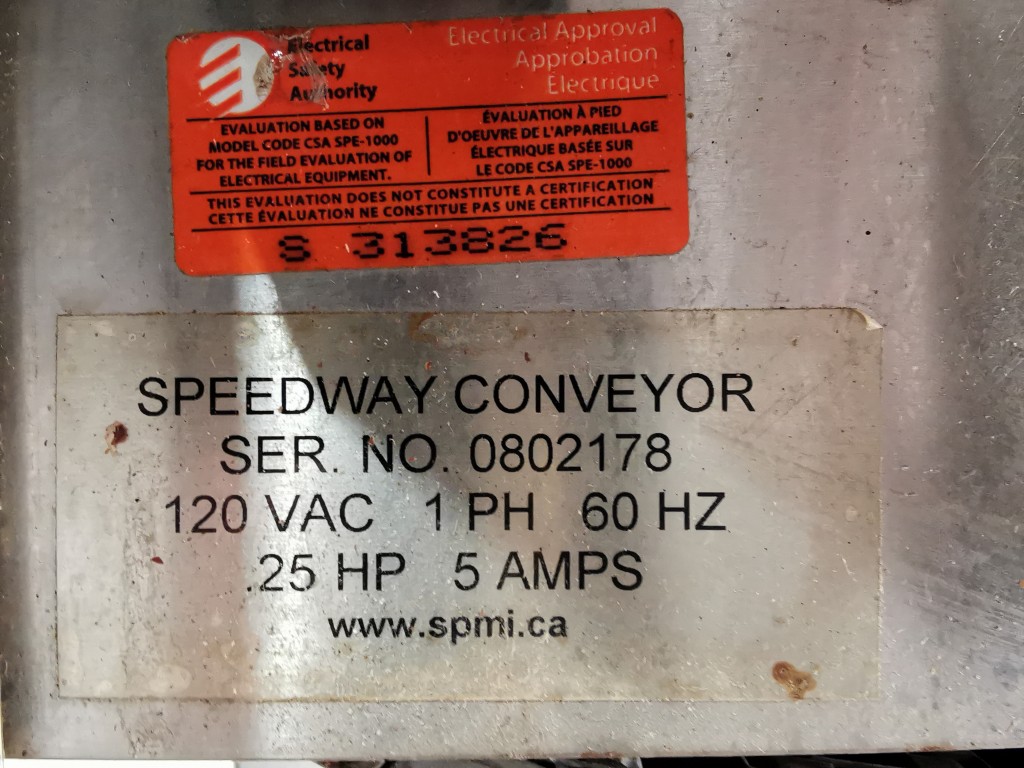 Electrical
Safety
Authority
Electrical Approval
Approbation
Électrique
EVALUATION BASED ON
MODEL CODE CSA SPE-1000
FOR THE FIELD EVALUATION OF
ELECTRICAL EQUIPMENT.
ÉVALUATION À PIED
D'OEUVRE DE L'APPAREILLAGE
ÉLECTRIQUE BASÉE SUR
LE CODE CSA SPE-1000
THIS EVALUATION DOES NOT CONSTITUTE A CERTIFICATION
CETTE ÉVALUATION NE CONSTITUE PAS UNE CERTIFICATION
S 313826
SPEEDWAY CONVEYOR
SER. NO. 0802178
120 VAC 1 PH 60 HZ
.25 HP 5 AMPS
www.spmi.ca